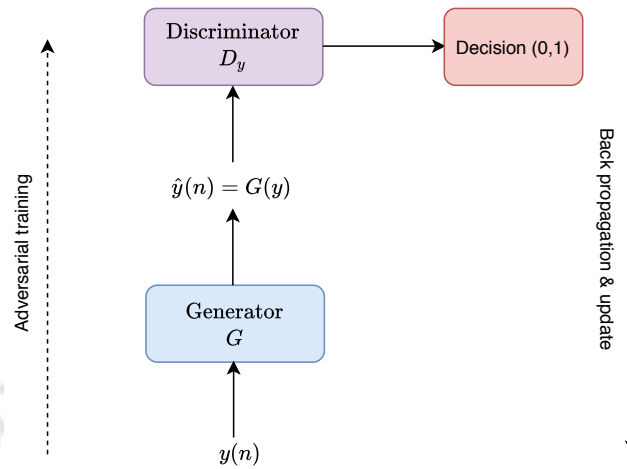 Discriminator
D_y
Decision (0,1)
ŷ(n) = G(y)
Generator
G
y(n)
Adversarial training
Back propagation & update